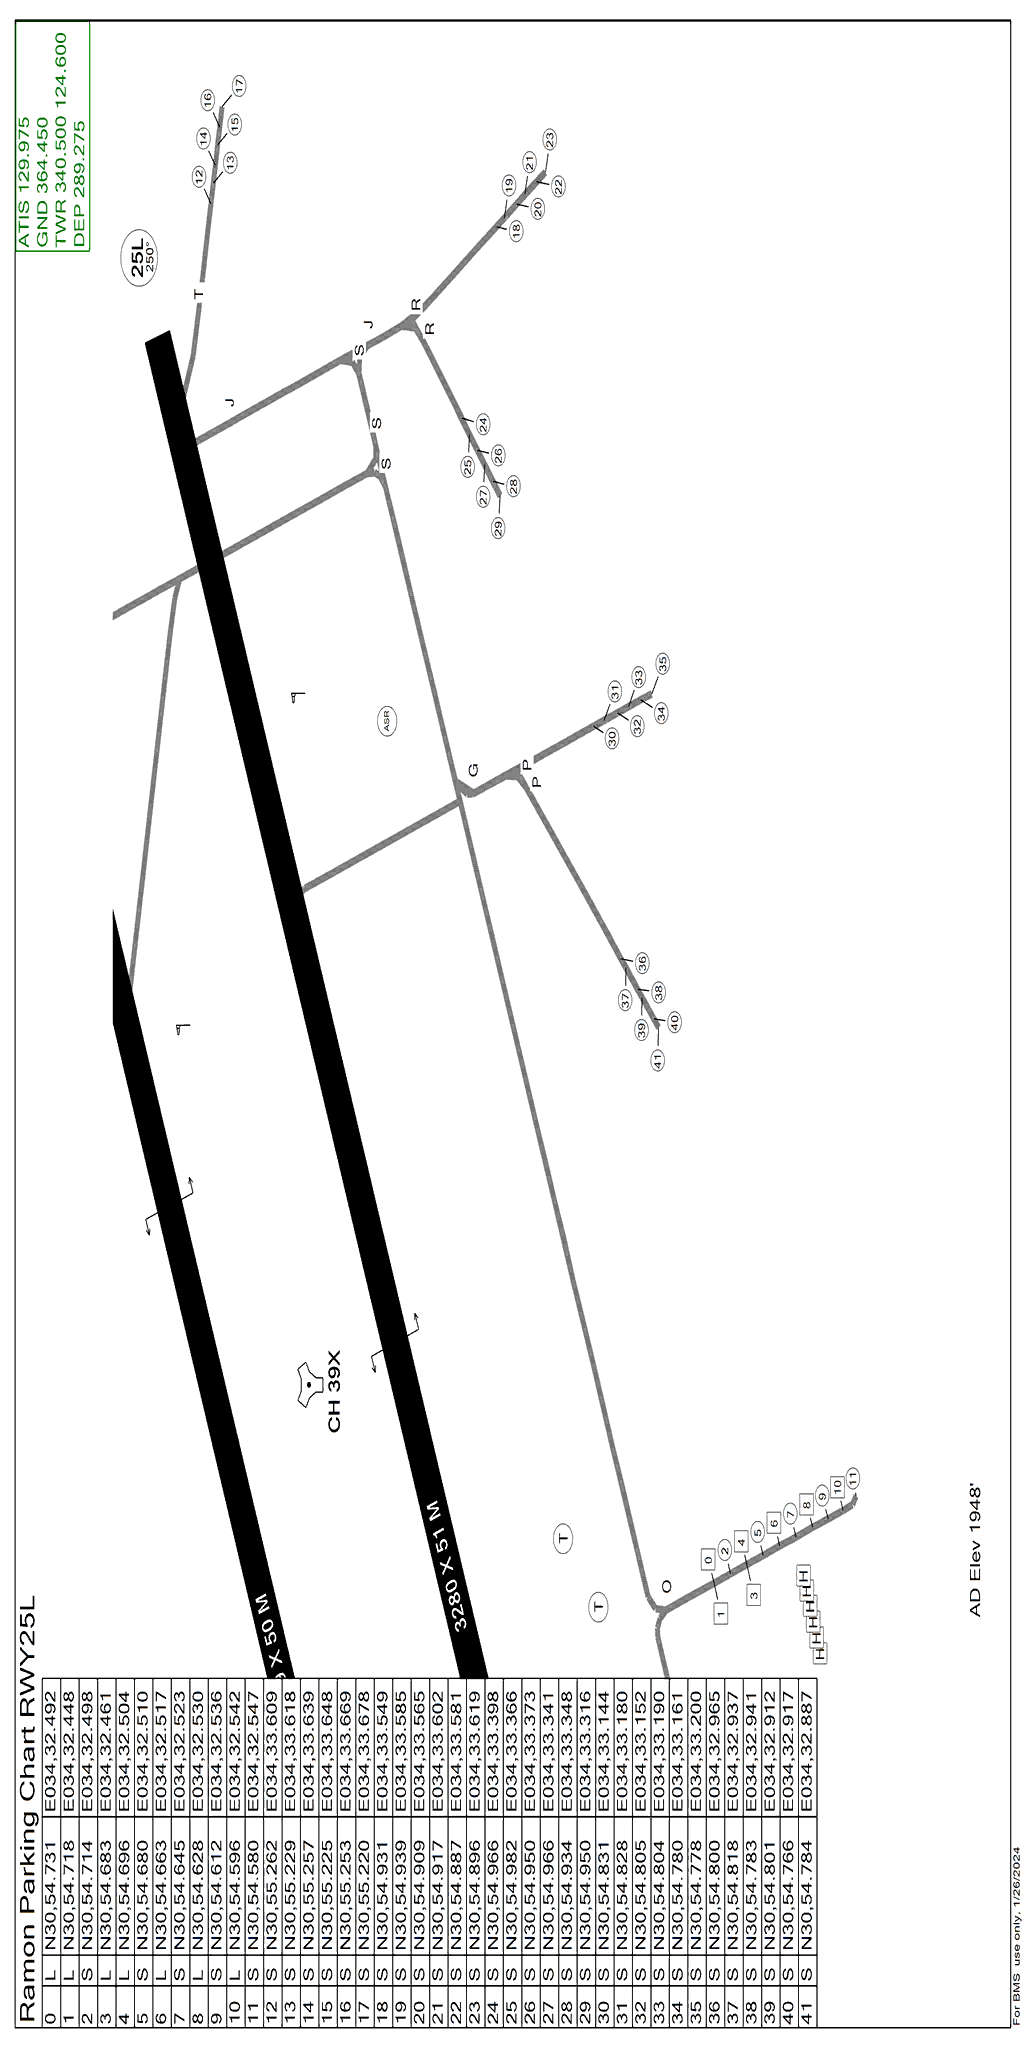 Ramon Parking Chart RWY25L
0 L N30,54.731 E034,32.492
1 L N30,54.718 E034,32.448
2 S N30,54.714 E034,32.498
3 L N30,54.683 E034,32.461
4 L N30,54.696 E034,32.504
5 S N30,54.680 E034,32.510
6 L N30,54.663 E034,32.517
7 S N30,54.645 E034,32.523
8 L N30,54.628 E034,32.530
9 S N30,54.612 E034,32.536
10 L N30,54.596 E034,32.542
11 S N30,54.580 E034,32.547
12 S N30,55.262 E034,33.609
13 S N30,55.229 E034,33.618
14 S N30,55.257 E034,33.639
15 S N30,55.225 E034,33.648
16 S N30,55.253 E034,33.669
17 S N30,55.220 E034,33.678
18 S N30,54.931 E034,33.549
19 S N30,54.939 E034,33.585
20 S N30,54.909 E034,33.565
21 S N30,54.917 E034,33.602
22 S N30,54.887 E034,33.581
23 S N30,54.896 E034,33.619
24 S N30,54.966 E034,33.398
25 S N30,54.982 E034,33.366
26 S N30,54.950 E034,33.373
27 S N30,54.966 E034,33.341
28 S N30,54.934 E034,33.348
29 S N30,54.950 E034,33.316
30 S N30,54.831 E034,33.144
31 S N30,54.828 E034,33.180
32 S N30,54.805 E034,33.152
33 S N30,54.804 E034,33.190
34 S N30,54.780 E034,33.161
35 S N30,54.778 E034,33.200
36 S N30,54.800 E034,32.965
37 S N30,54.818 E034,32.937
38 S N30,54.783 E034,32.941
39 S N30,54.801 E034,32.912
40 S N30,54.766 E034,32.917
41 S N30,54.784 E034,32.887
ATIS 129.975
GND 364.450
TWR 340.500 124.600
DEP 289.275
25L
250°
X 50 M
3280 X 51 M
CH 39X
ASR
T
T
T
12
13
14
15
16
17
J
J
S
S
S
R
R
18
19
20
21
22
23
24
25
26
27
28
29
G
P
P
30
31
32
33
34
35
36
37
38
39
40
41
O
0
1
2
3
4
5
6
7
8
9
10
11
H
H
H
H
H
H
AD Elev 1948'
For BMS use only, 1/26/2024